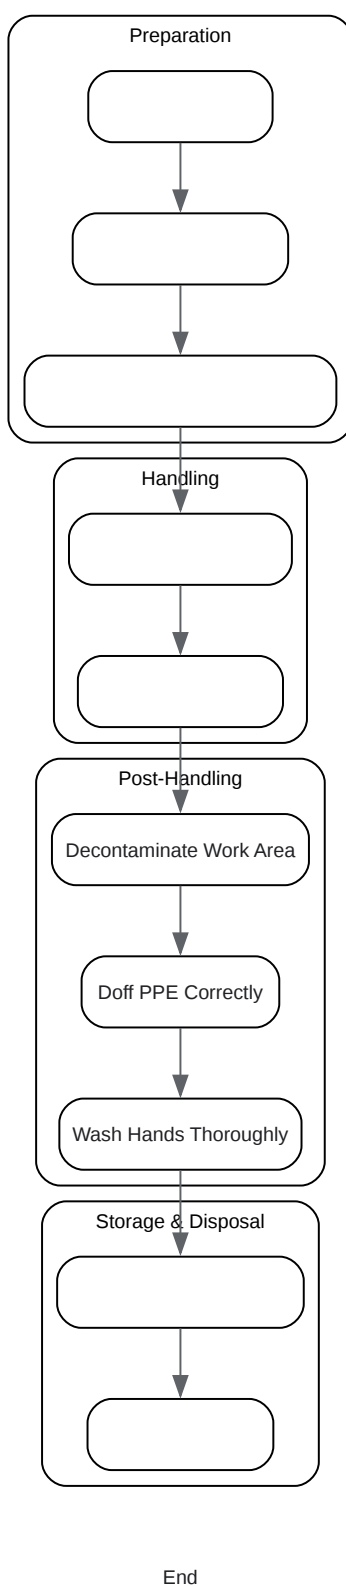 Preparation
Handling
Post-Handling
Decontaminate Work Area
Doff PPE Correctly
Wash Hands Thoroughly
Storage & Disposal
End